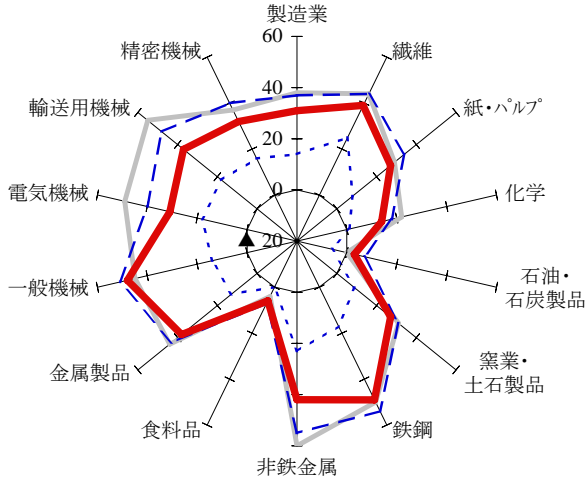 製造業
60
精密機械
繊維
40
輸送用機械
紙・パルプ
20
電気機械
0
化学
▲ 20
一般機械
石油・
石炭製品
金属製品
窯業・
土石製品
食料品
鉄鋼
非鉄金属